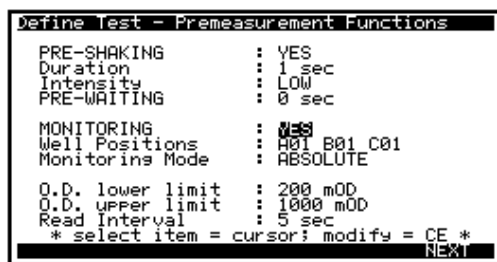 Define Test - Premeasurement Functions
PRE-SHAKING : YES
Duration : 1 sec
Intensity : LOW
PRE-WAITING : 0 sec
MONITORING : YES
Well Positions : A01 B01 C01
Monitoring Mode : ABSOLUTE
O.D. lower limit : 200 mOD
O.D. upper limit : 1000 mOD
Read Interval : 5 sec
* select item = cursor; modify = CE *
NEXT